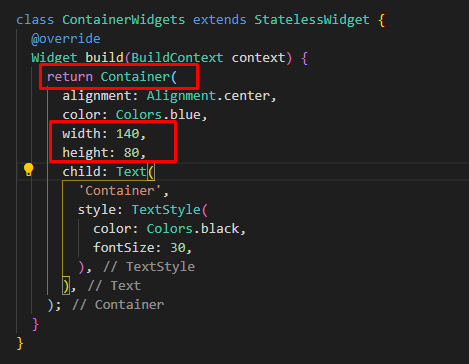 class ContainerWidgets extends StatelessWidget {
@override
Widget build(BuildContext context) {
return Container(
alignment: Alignment.center,
color: Colors.blue,
width: 140,
height: 80,
child: Text(
'Container',
style: TextStyle(
color: Colors.black,
fontSize: 30,
), // TextStyle
), // Text
); // Container
}
}